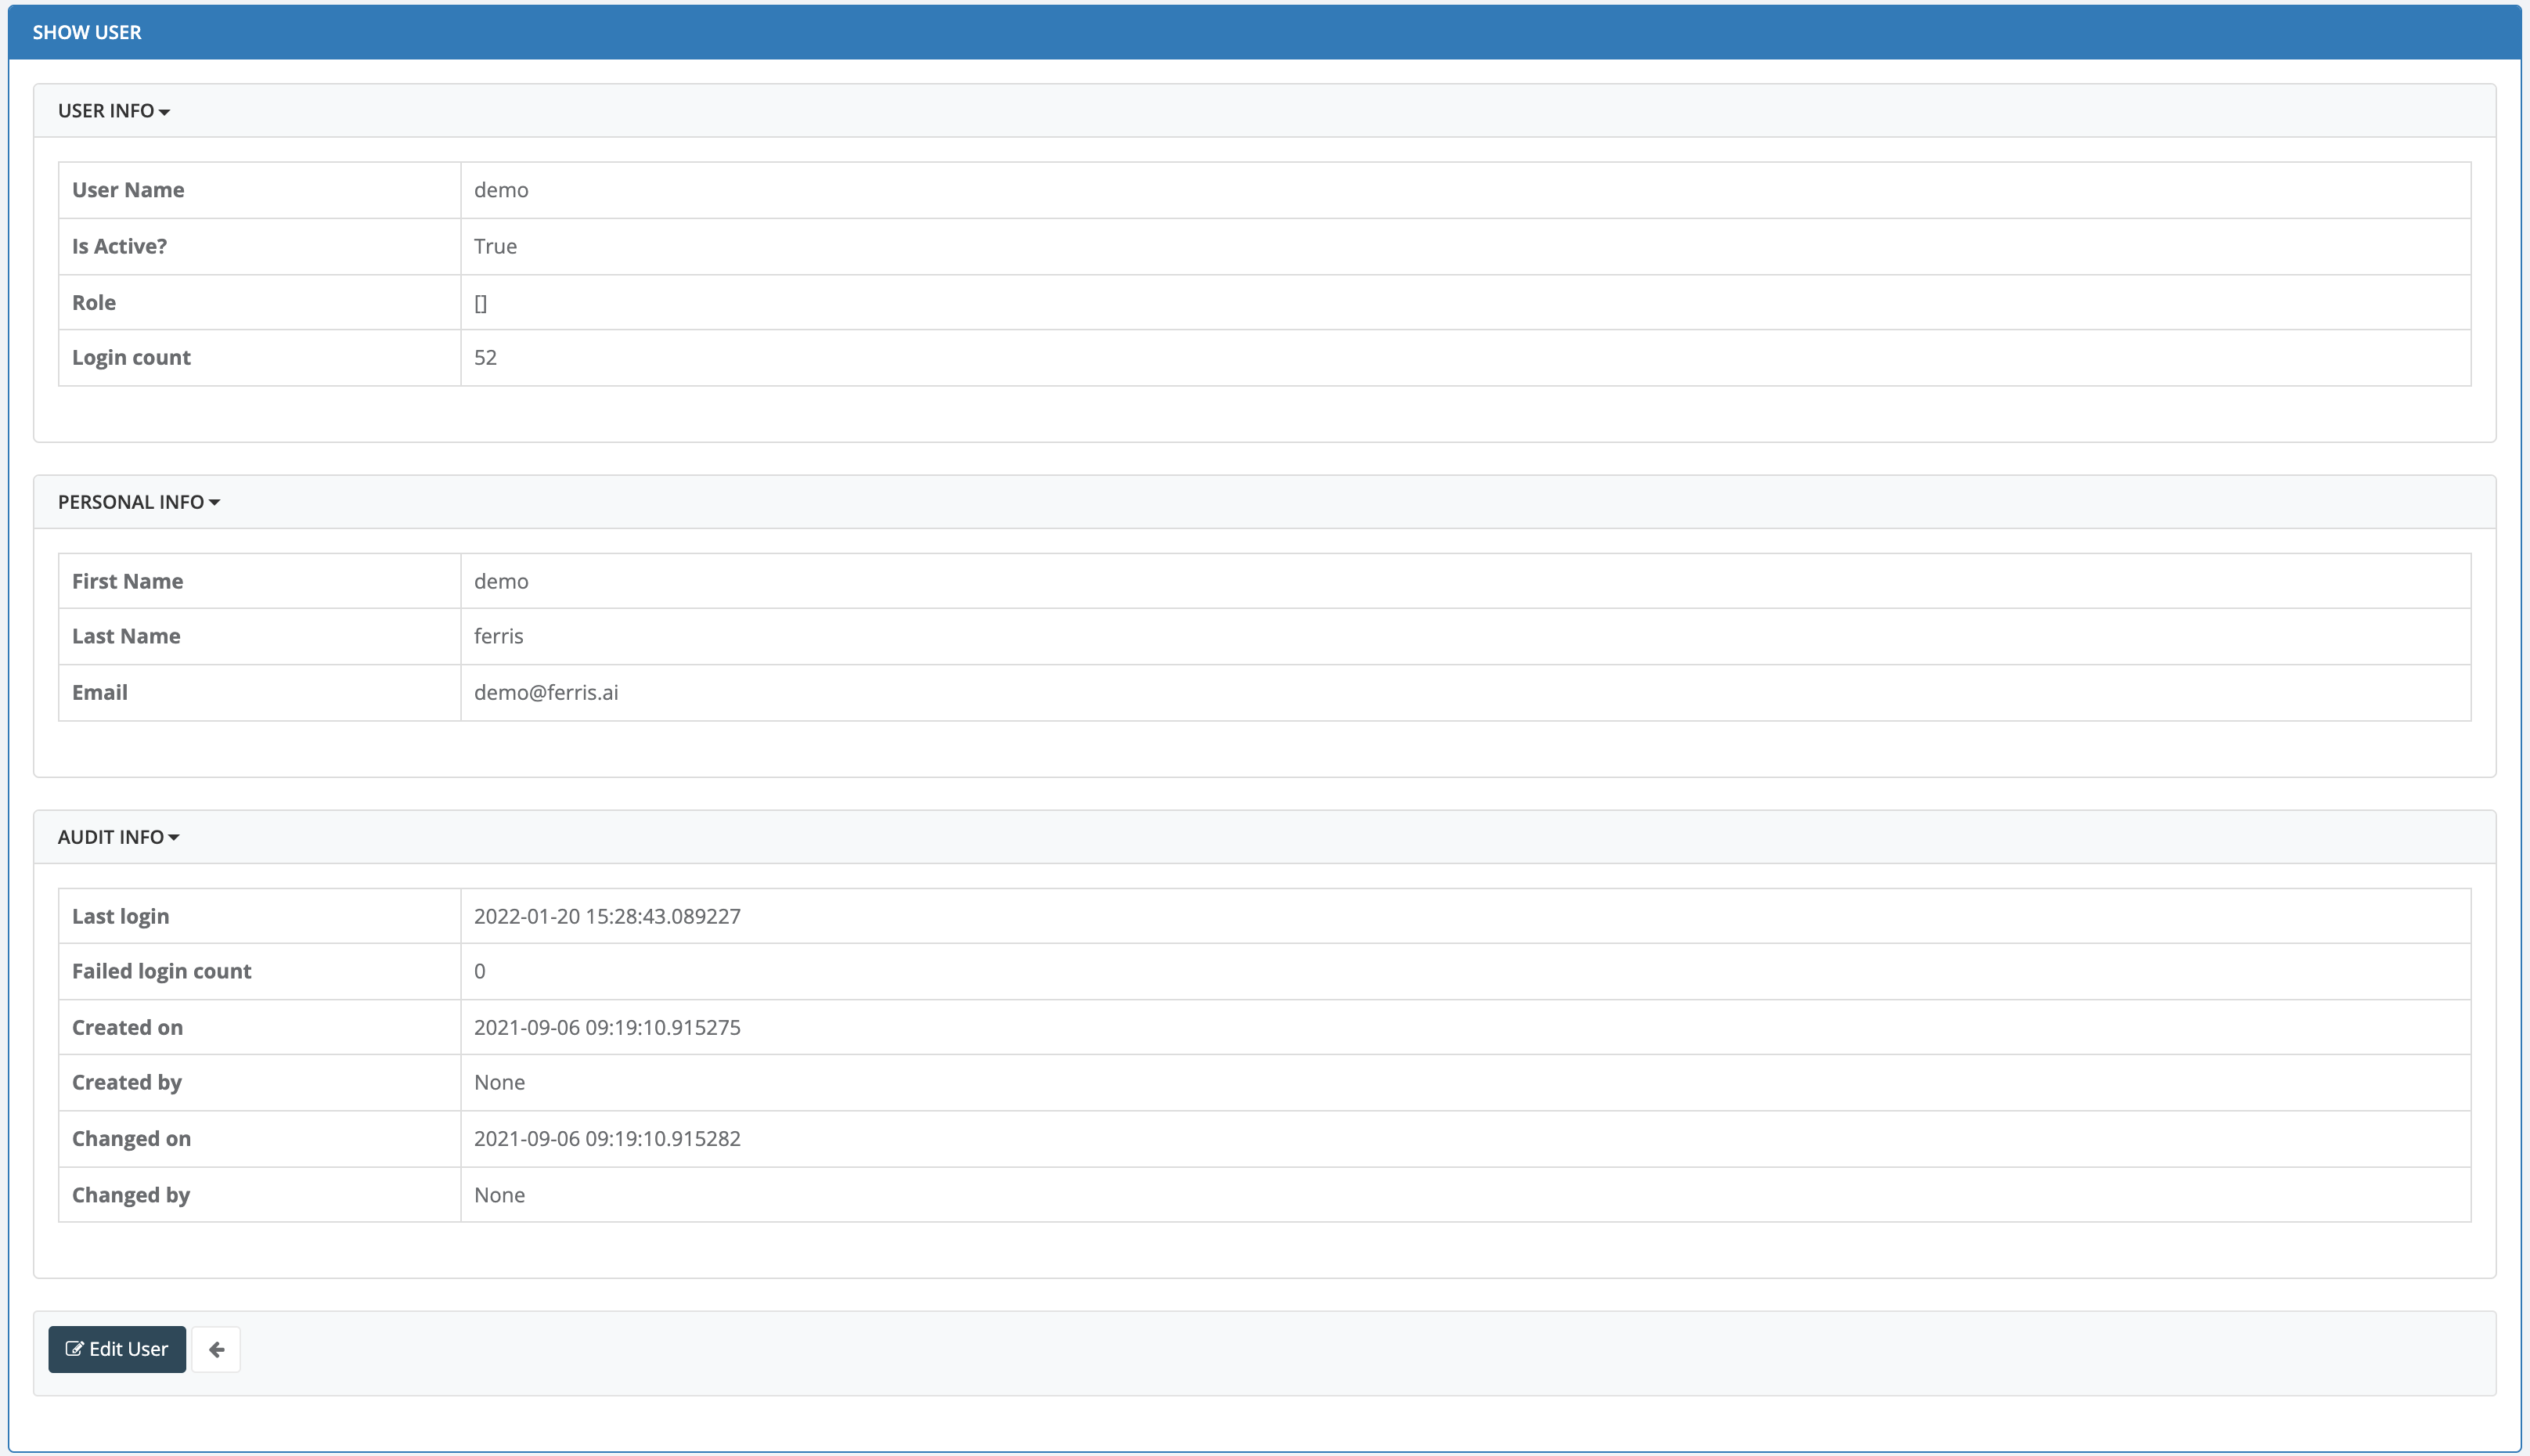 SHOW USER
USER INFO
User Name demo
Is Active? True
Role []
Login count 52
PERSONAL INFO
First Name demo
Last Name ferris
Email demo@ferris.ai
AUDIT INFO
Last login 2022-01-20 15:28:43.089227
Failed login count 0
Created on 2021-09-06 09:19:10.915275
Created by None
Changed on 2021-09-06 09:19:10.915282
Changed by None
Edit User